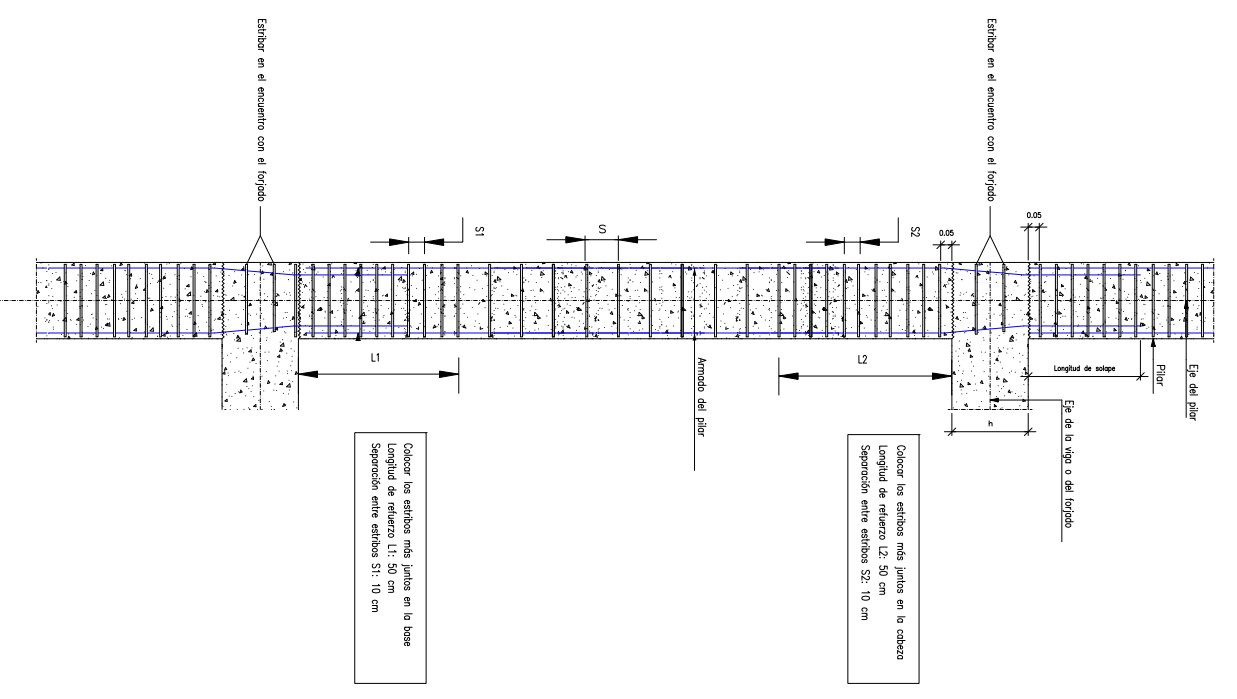 Estribar en el encuentro con el forjado
Estribar en el encuentro con el forjado
0.05
0.05
S1
S
S2
L1
L2
Longitud de solape
Pilar
Eje del pilar
Armado del pilar
h
Eje de la viga o del forjado
Colocar los estribos más juntos en la cabeza
Longitud de refuerzo L2: 50 cm
Separación entre estribos S2: 10 cm
Colocar los estribos más juntos en la base
Longitud de refuerzo L1: 50 cm
Separación entre estribos S1: 10 cm